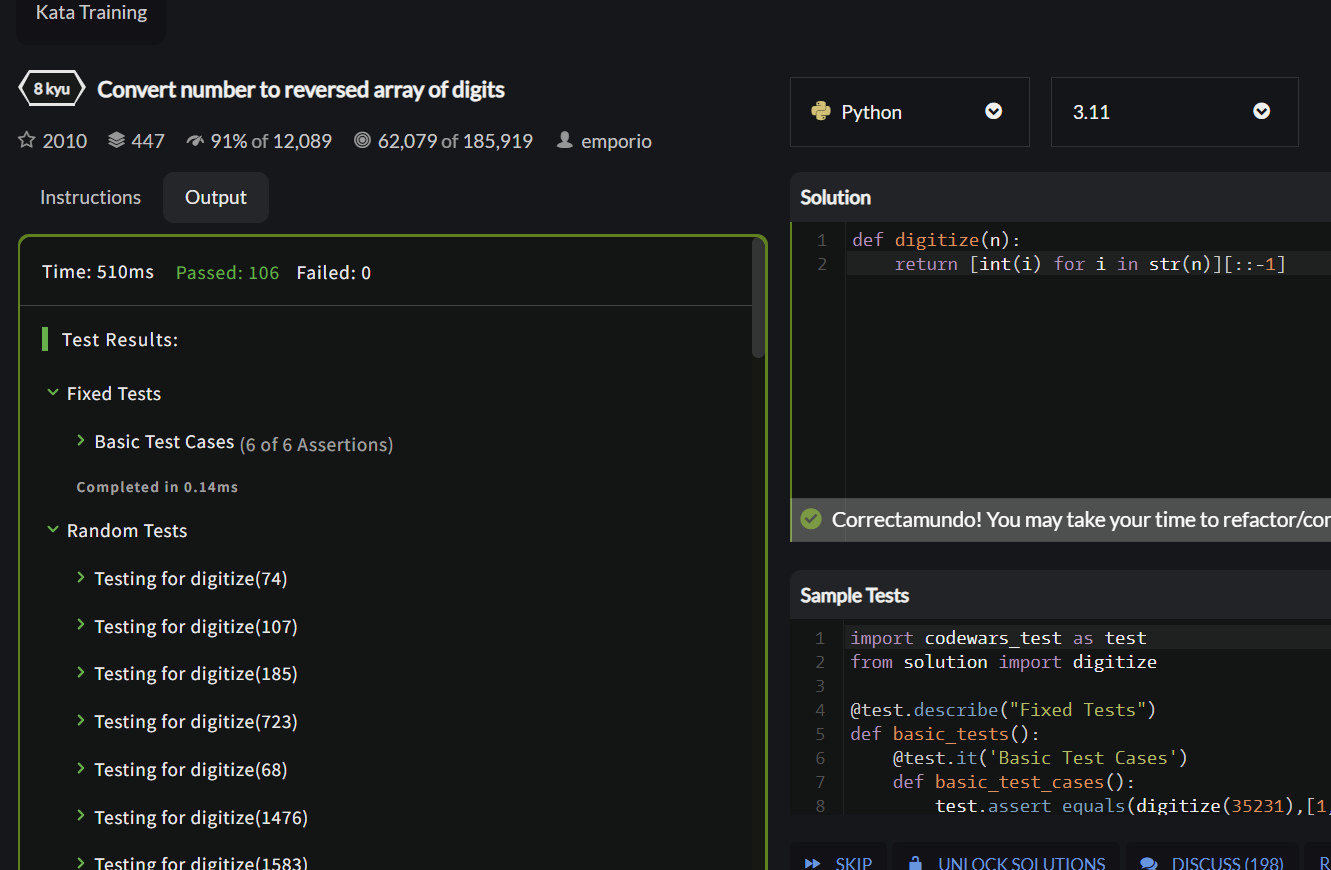 Kata Training
8 kyu Convert number to reversed array of digits
2010 447 91% of 12,089 62,079 of 185,919 emporio
Instructions Output
Time: 510ms Passed: 106 Failed: 0
Test Results:
Fixed Tests
Basic Test Cases (6 of 6 Assertions)
Completed in 0.14ms
Random Tests
Testing for digitize(74)
Testing for digitize(107)
Testing for digitize(185)
Testing for digitize(723)
Testing for digitize(68)
Testing for digitize(1476)
Testing for digitize(1583)
Python 3.11
Solution
1 def digitize(n):
2     return [int(i) for i in str(n)][::-1]
Correctamundo! You may take your time to refactor/
Sample Tests
1 import codewars_test as test
2 from solution import digitize
3
4 @test.describe("Fixed Tests")
5 def basic_tests():
6     @test.it('Basic Test Cases')
7     def basic_test_cases():
8         test.assert_equals(digitize(35231),[1,
SKIP UNLOCK SOLUTIONS DISCUSS (198) R